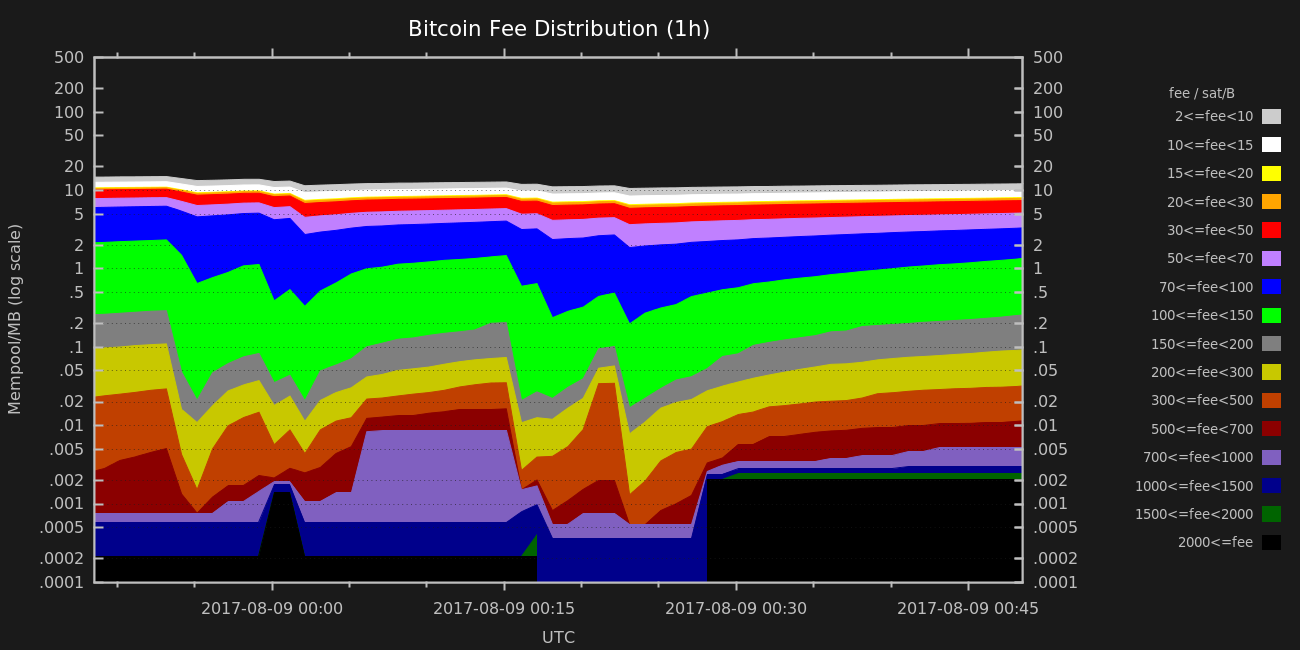 Bitcoin Fee Distribution (1h)
500 500
200 200
100 100
50 50
20 20
10 10
5 5
2 2
1 1
.5 .5
.2 .2
.1 .1
.05 .05
.02 .02
.01 .01
.005 .005
.002 .002
.001 .001
.0005 .0005
.0002 .0002
.0001 .0001
Mempool/MB (log scale)
2017-08-09 00:00 2017-08-09 00:15 2017-08-09 00:30 2017-08-09 00:45
UTC
fee / sat/B
2<=fee<10
10<=fee<15
15<=fee<20
20<=fee<30
30<=fee<50
50<=fee<70
70<=fee<100
100<=fee<150
150<=fee<200
200<=fee<300
300<=fee<500
500<=fee<700
700<=fee<1000
1000<=fee<1500
1500<=fee<2000
2000<=fee